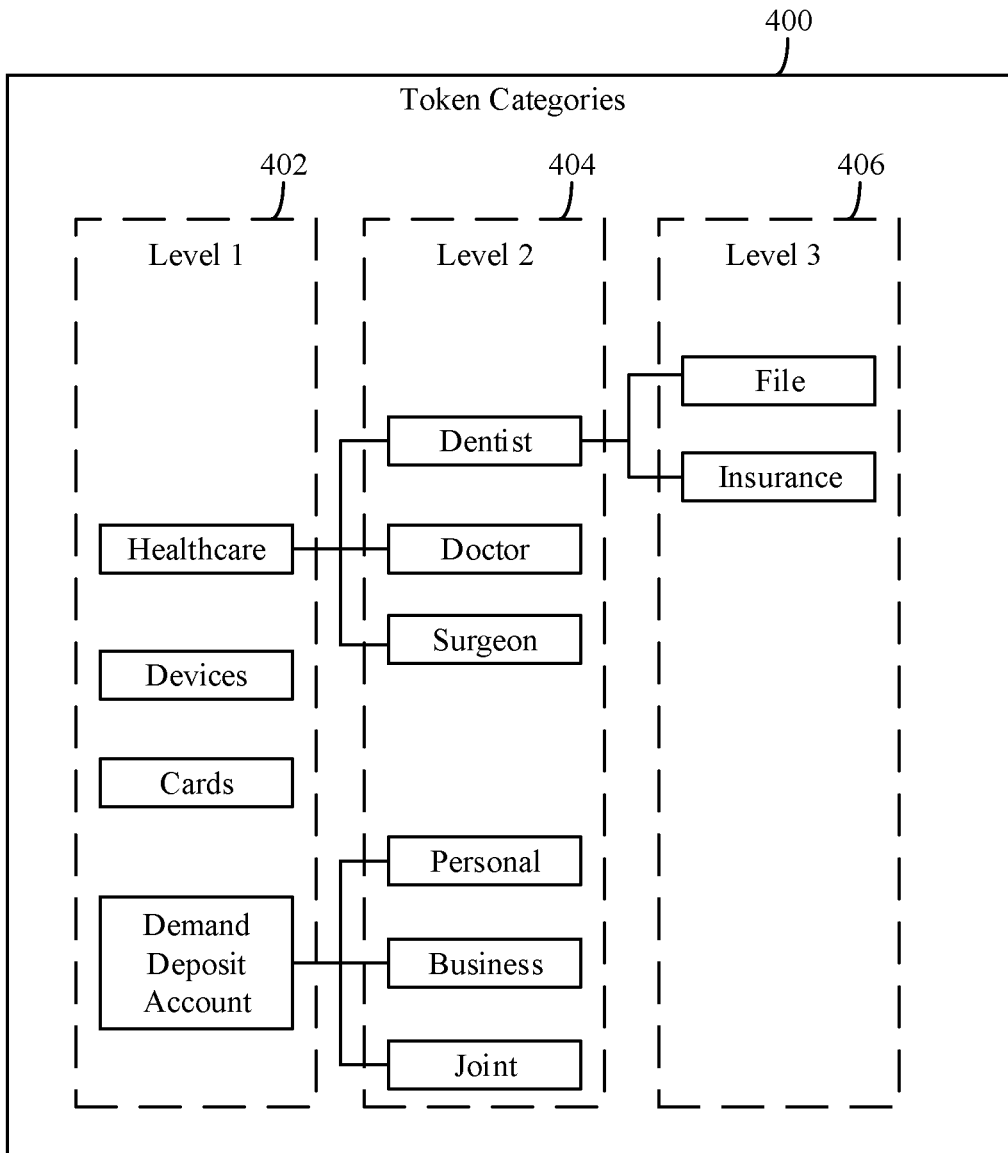 400
Token Categories
402
404
406
Level 1
Level 2
Level 3
File
Dentist
Insurance
Healthcare
Doctor
Surgeon
Devices
Cards
Personal
Demand
Deposit
Account
Business
Joint